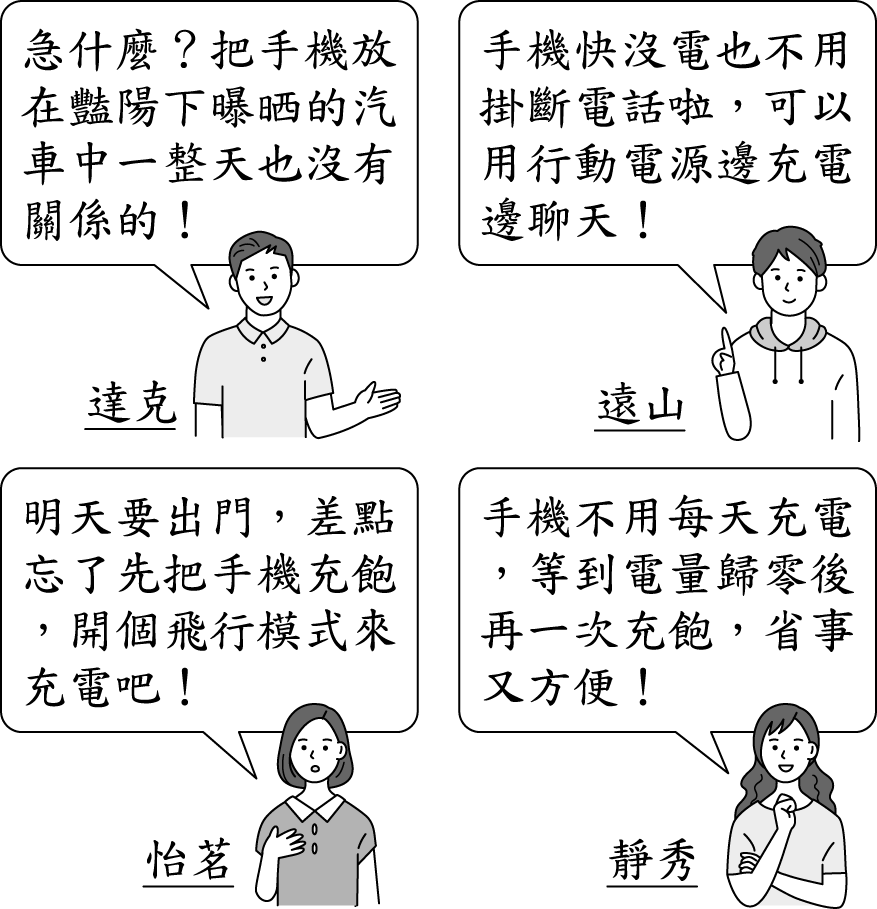 急什麼？把手機放
在豔陽下曝晒的汽
車中一整天也沒有
關係的！
達克
手機快沒電也不用
掛斷電話啦，可以
用行動電源邊充電
邊聊天！
遠山
明天要出門，差點
忘了先把手機充飽
，開個飛行模式來
充電吧！
怡茗
手機不用每天充電
，等到電量歸零後
再一次充飽，省事
又方便！
靜秀